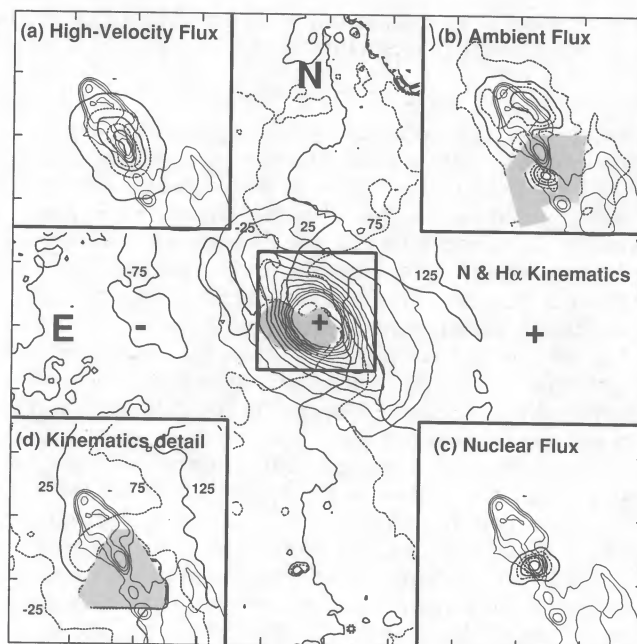 (a) High-Velocity Flux
N
(b) Ambient Flux
-25
25
75
-75
125
N & Hα Kinematics
E
-
+
+
(d) Kinematics detail
25
75
125
-25
(c) Nuclear Flux